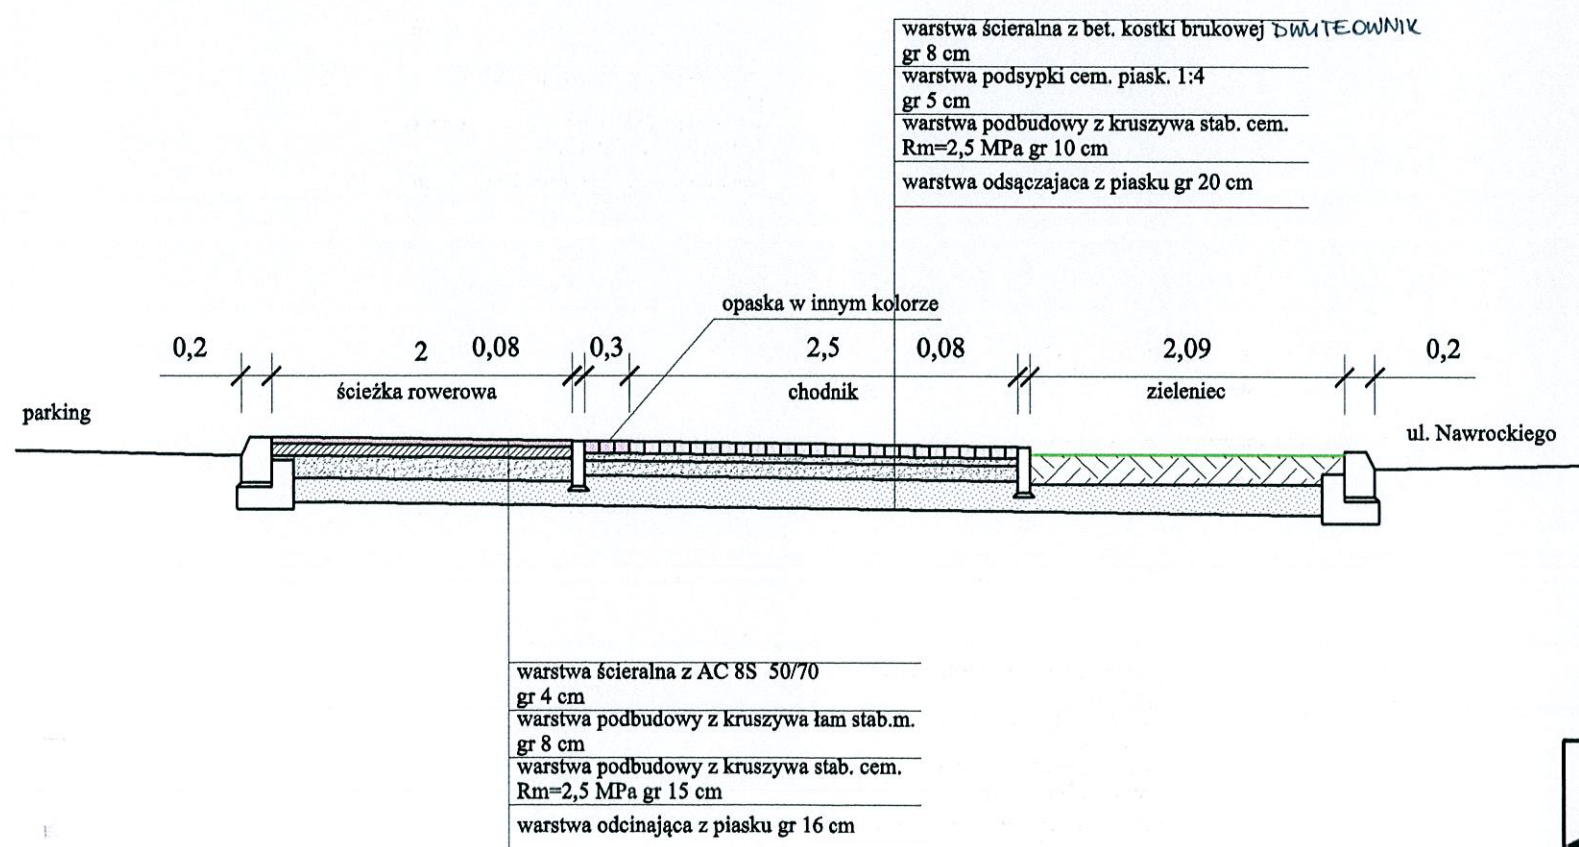 warstwa ścieralna z bet. kostki brukowej DWUTEOWNIK
gr 8 cm
warstwa podsypki cem. piask. 1:4
gr 5 cm
warstwa podbudowy z kruszywa stab. cem.
Rm=2,5 MPa gr 10 cm
warstwa odsączajaca z piasku gr 20 cm
opaska w innym kolorze
0,2 2 0,08 0,3 2,5 0,08 2,09 0,2
ścieżka rowerowa chodnik zieleniec
parking
ul. Nawrockiego
warstwa ścieralna z AC 8S 50/70
gr 4 cm
warstwa podbudowy z kruszywa łam stab.m.
gr 8 cm
warstwa podbudowy z kruszywa stab. cem.
Rm=2,5 MPa gr 15 cm
warstwa odcinająca z piasku gr 16 cm